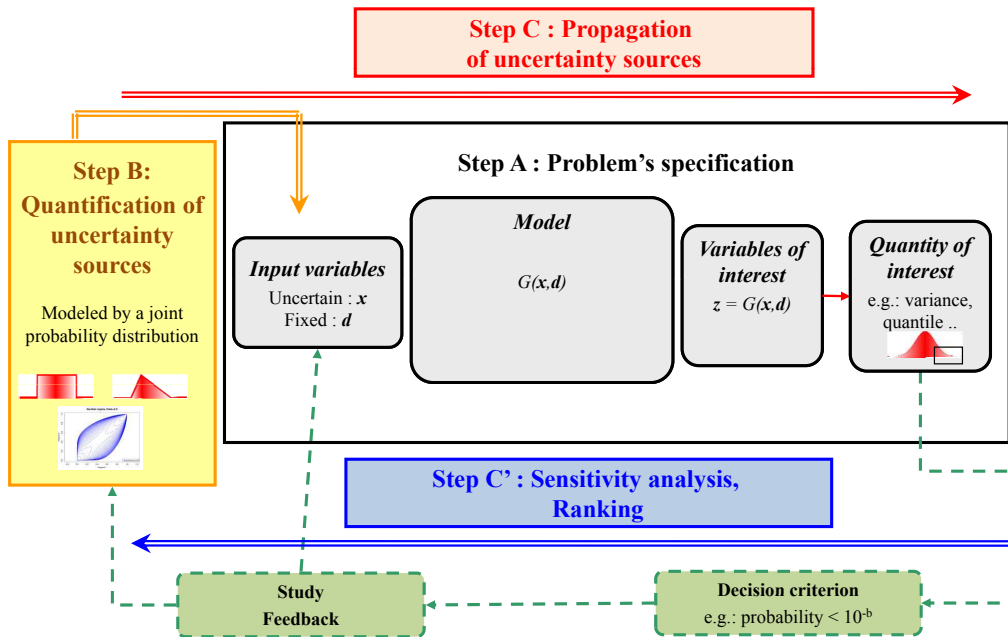 Step C : Propagation
of uncertainty sources
Step A : Problem's specification
Step B:
Quantification of
uncertainty
sources
Modeled by a joint
probability distribution
Input variables
Uncertain : x
Fixed : d
Model
G(x,d)
Variables of
interest
z = G(x,d)
Quantity of
interest
e.g.: variance,
quantile ..
Step C' : Sensitivity analysis,
Ranking
Study
Feedback
Decision criterion
e.g.: probability < 10⁻ᵇ